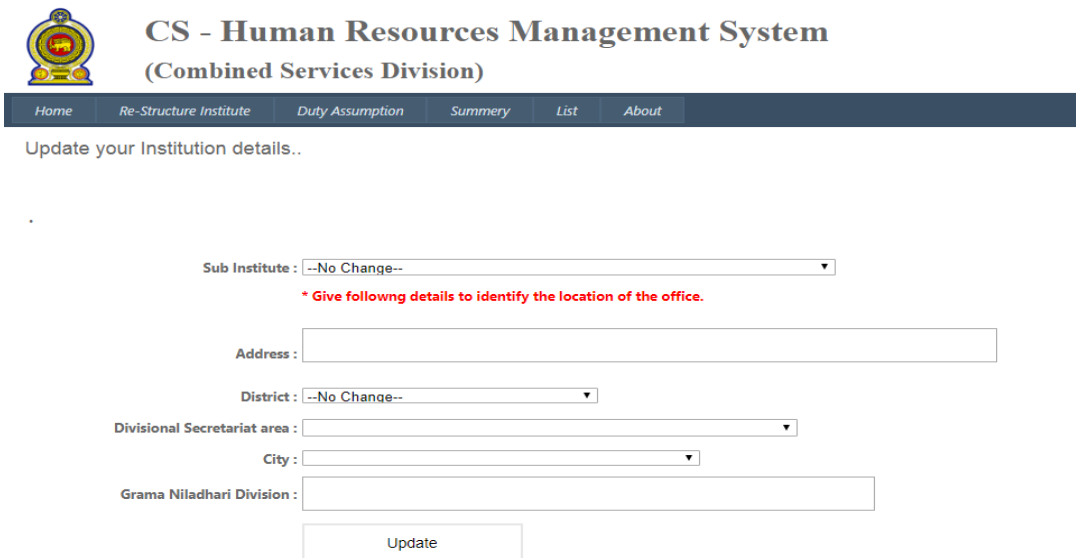 CS - Human Resources Management System
(Combined Services Division)
Home Re-Structure Institute Duty Assumption Summery List About
Update your Institution details..
.
Sub Institute : --No Change--
* Give followng details to identify the location of the office.
Address :
District : --No Change--
Divisional Secretariat area :
City :
Grama Niladhari Division :
Update